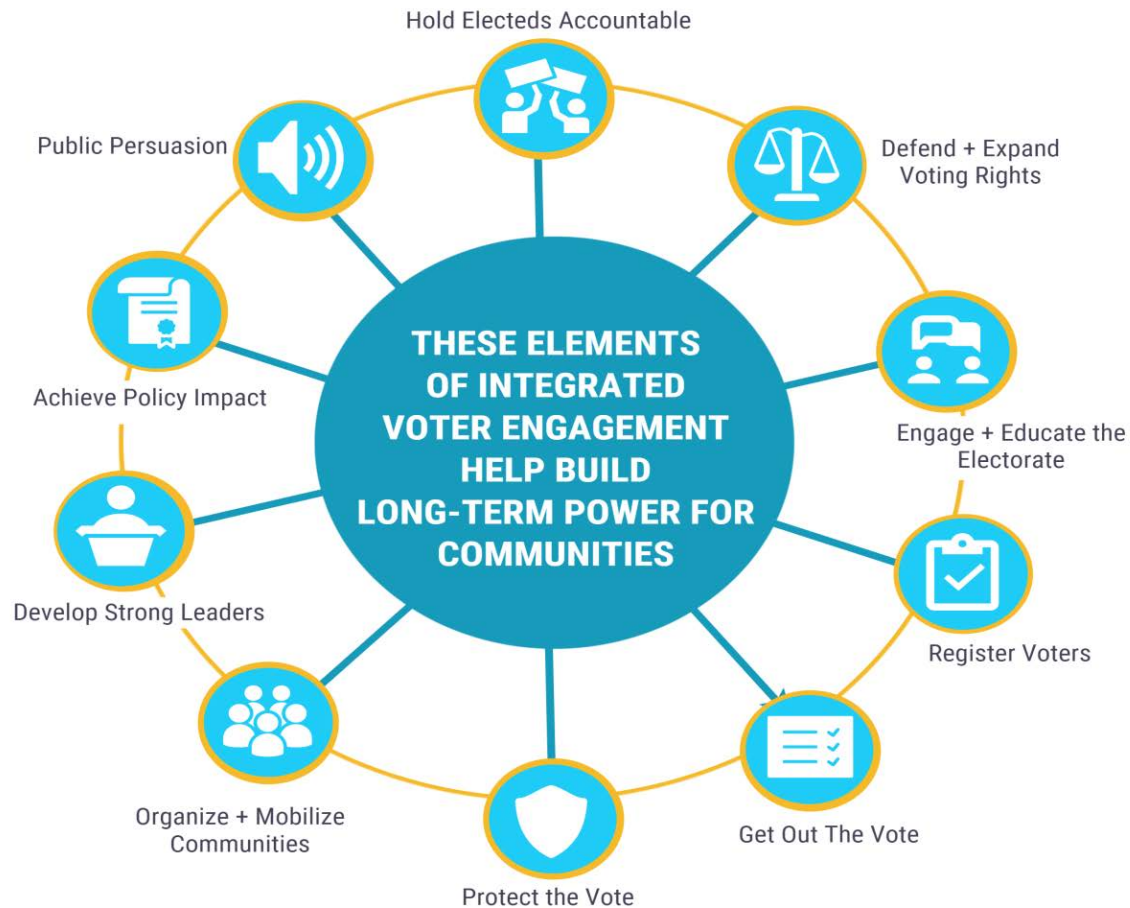 Hold Electeds Accountable
Public Persuasion
Defend + Expand
Voting Rights
THESE ELEMENTS
OF INTEGRATED
VOTER ENGAGEMENT
HELP BUILD
LONG-TERM POWER FOR
COMMUNITIES
Achieve Policy Impact
Engage + Educate the
Electorate
Develop Strong Leaders
Register Voters
Organize + Mobilize
Communities
Get Out The Vote
Protect the Vote